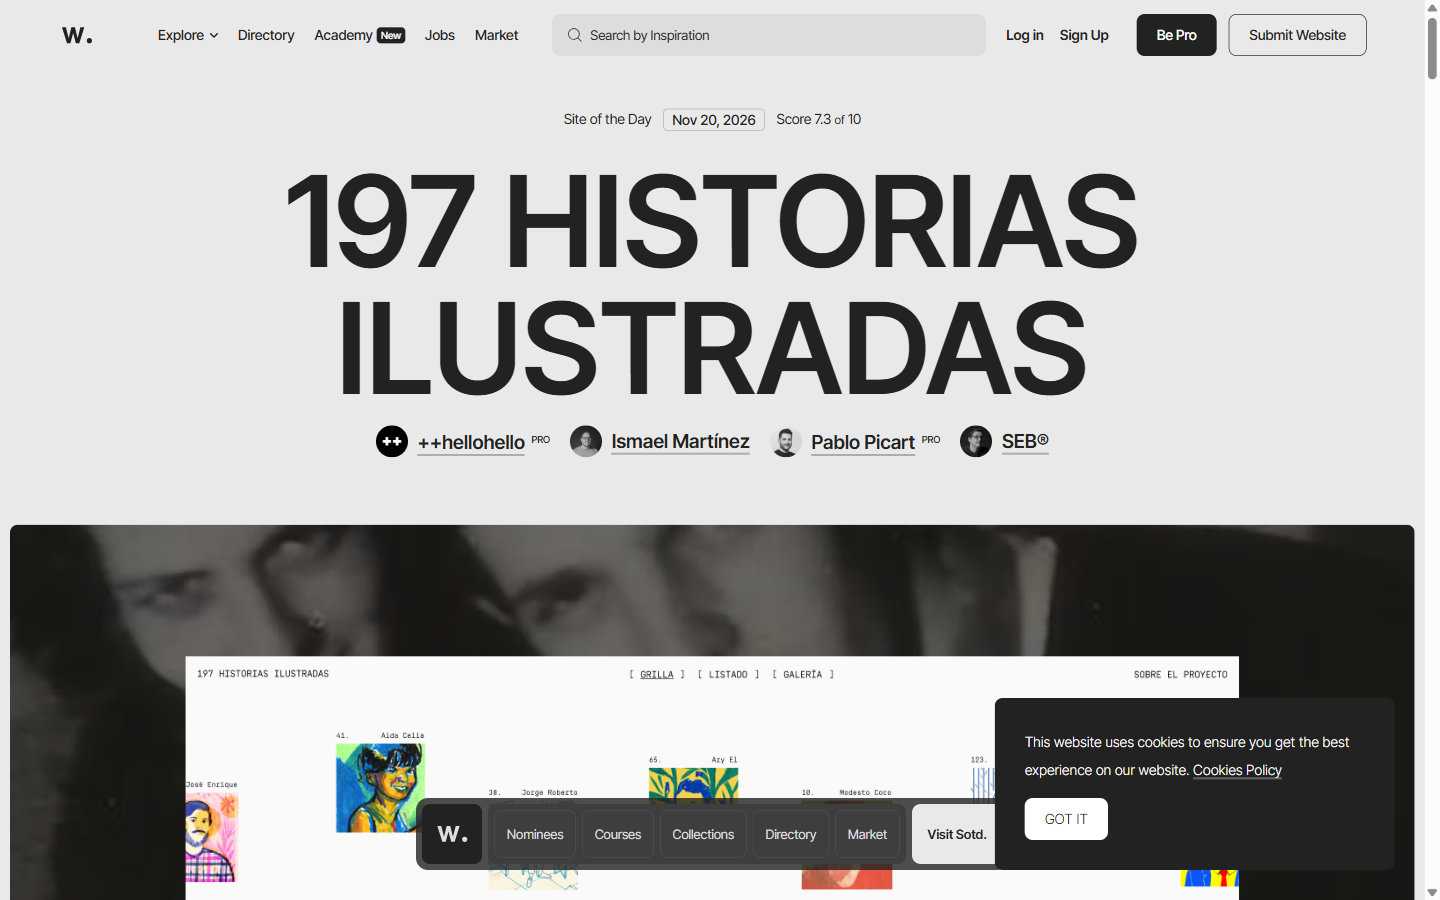 W.
Explore
Directory
Academy New
Jobs
Market
Search by Inspiration
Log in
Sign Up
Be Pro
Submit Website
Site of the Day
Nov 20, 2026
Score 7.3 of 10
197 HISTORIAS
ILUSTRADAS
++
++hellohello PRO
Ismael Martínez
Pablo Picart PRO
SEB®
197 HISTORIAS ILUSTRADAS
[ GRILLA ] [ LISTADO ] [ GALERÍA ]
SOBRE EL PROYECTO
41. Aida Celia
65. Ary El
123.
José Enrique
38. Jorge Roberto
10. Modesto Coco
W.
Nominees
Courses
Collections
Directory
Market
Visit Sotd.
This website uses cookies to ensure you get the best
experience on our website. Cookies Policy
GOT IT